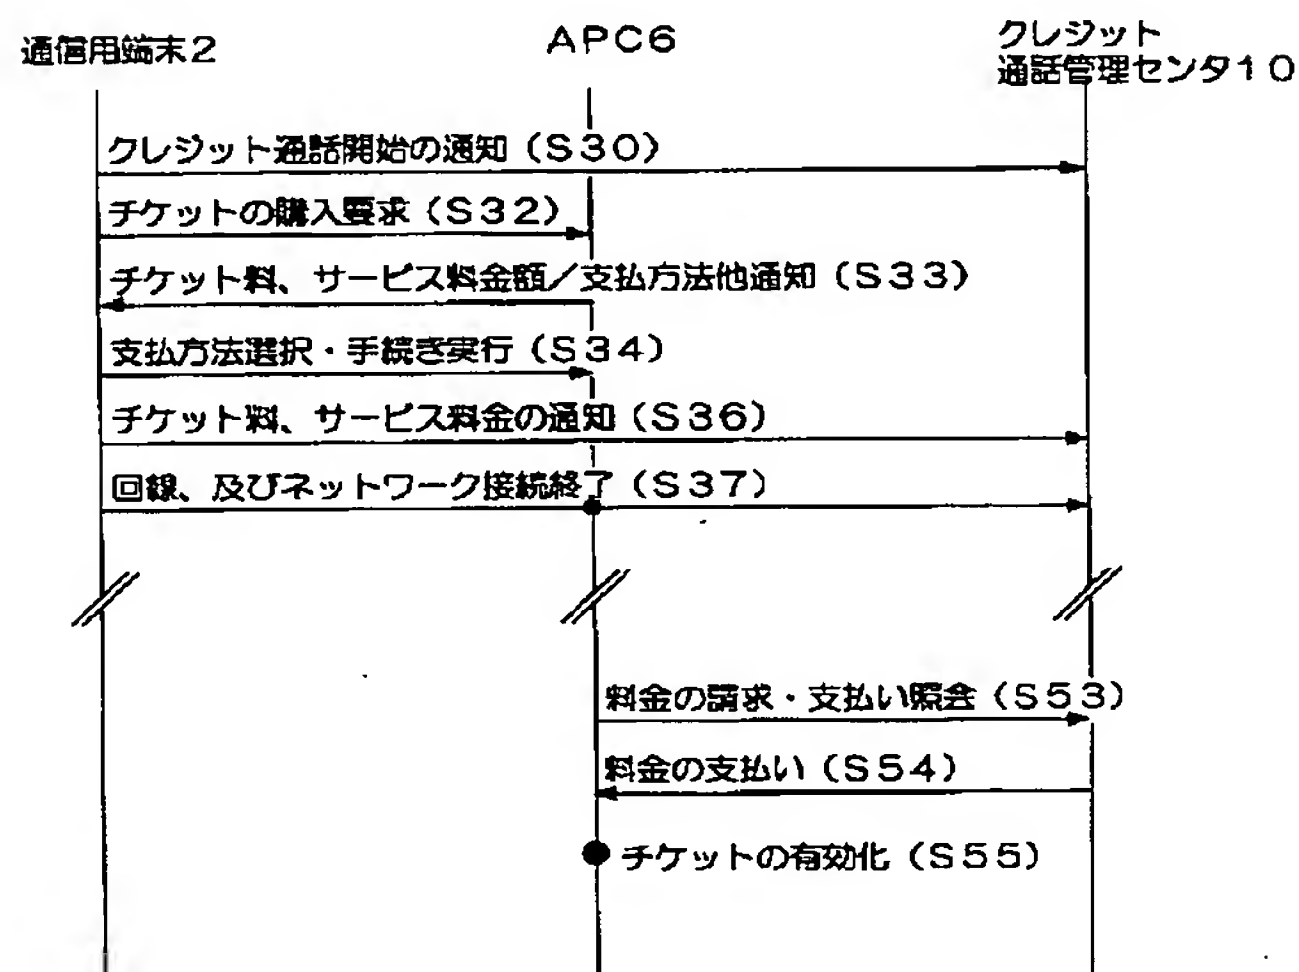 通信用端末2
APC6
クレジット
通話管理センタ10
クレジット通話開始の通知(S30)
チケットの購入要求(S32)
チケット料、サービス料金額/支払方法他通知(S33)
支払方法選択・手続き実行(S34)
チケット料、サービス料金の通知(S36)
回線、及びネットワーク接続終了(S37)
料金の請求・支払い照会(S53)
料金の支払い(S54)
チケットの有効化(S55)